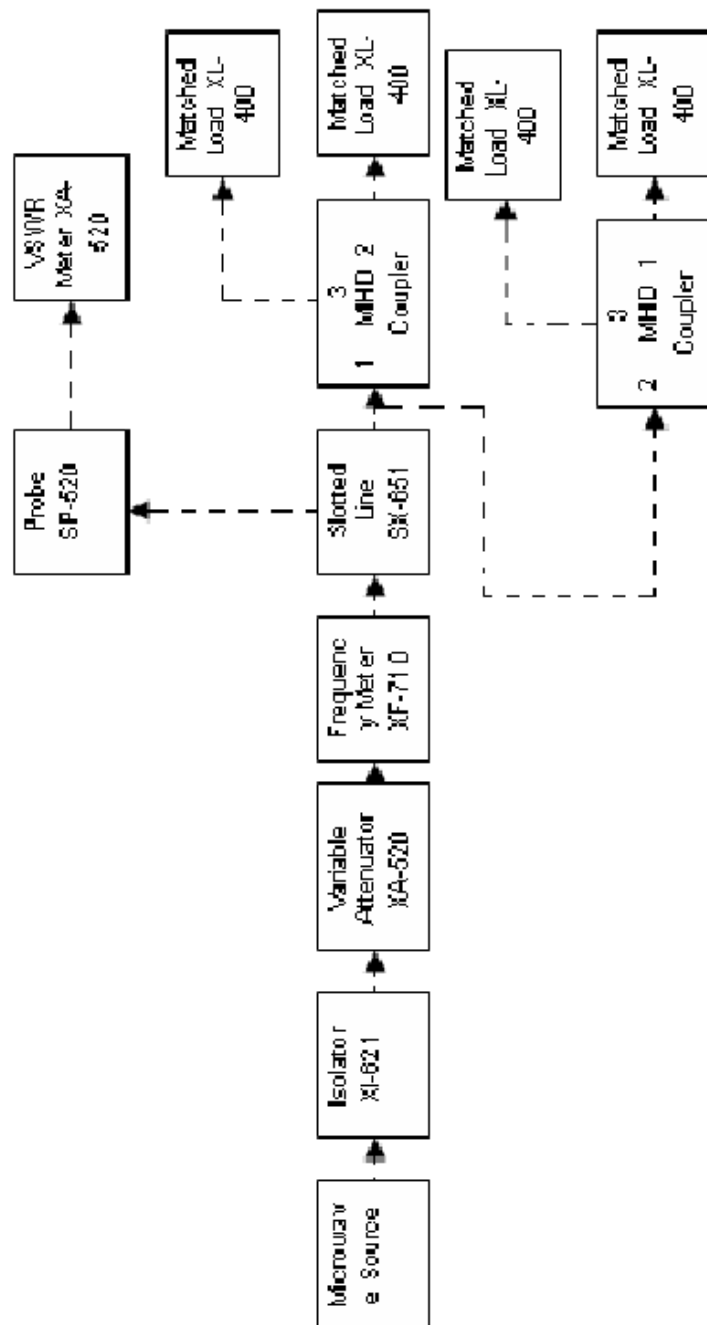 Microwav
e Source
Isolator
XI-621
Variable
Attenuator
XA-520
Frequenc
y Meter
XF-710
Slotted
Line
SX-651
Probe
SP-520
VSWR
Meter XA-
520
3
1 MHD 2
Coupler
Matched
Load XL-
400
Matched
Load XL-
400
3
2 MHD 1
Coupler
Matched
Load XL-
400
Matched
Load XL-
400